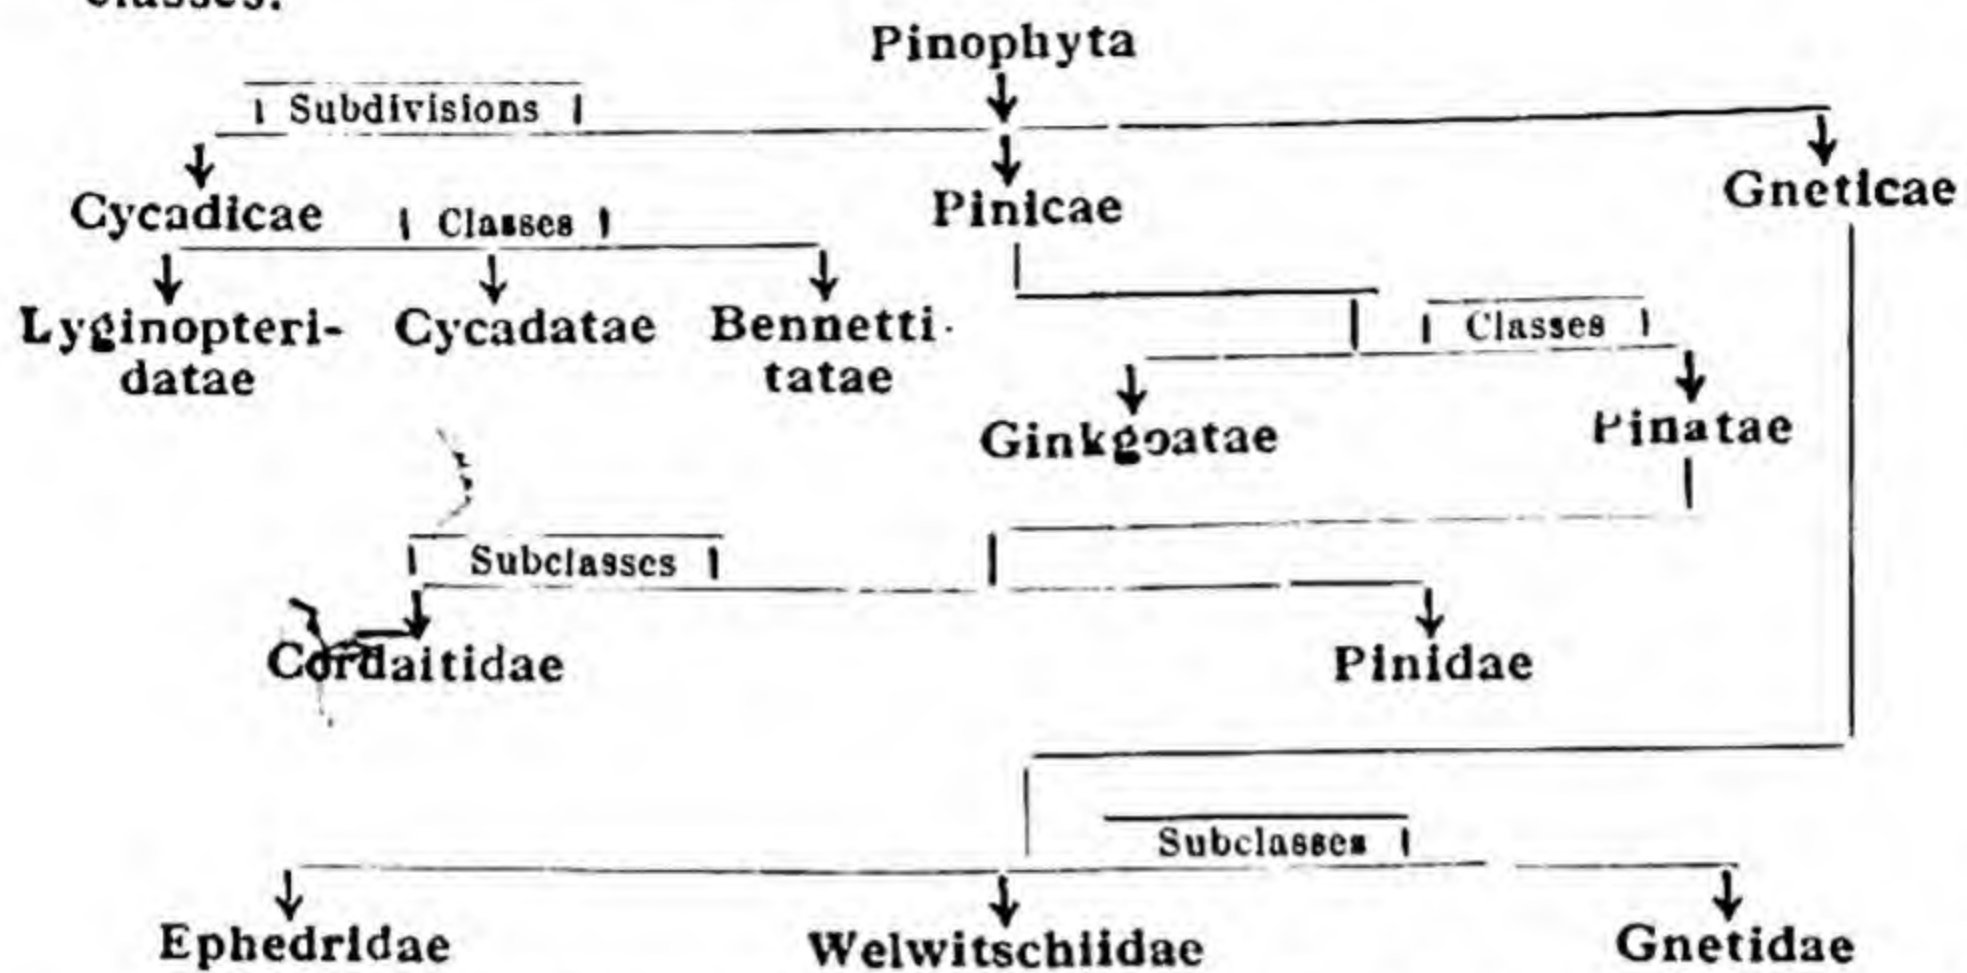 classes.
Pinophyta
Subdivisions
Cycadicae Classes Pinicae Gneticae
Lyginopteri- Cycadatae Bennetti-
datae tatae
Classes
Ginkgoatae Pinatae
Subclasses
Cordaitidae Pinidae
Subclasses
Ephedridae Welwitschiidae Gnetidae